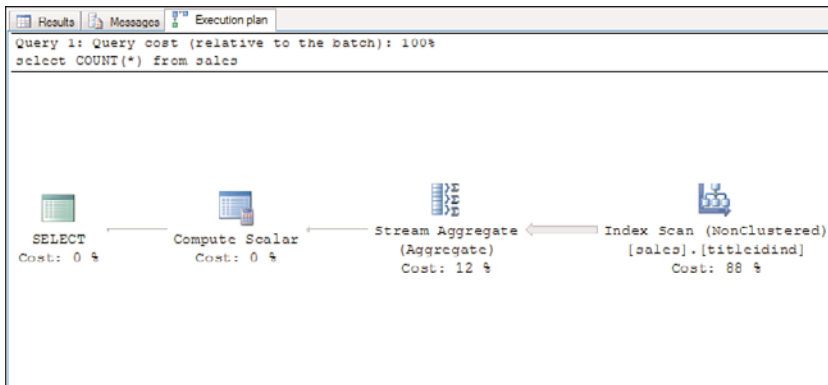 Results Messages Execution plan
Query 1: Query cost (relative to the batch): 100%
select COUNT(*) from sales
SELECT
Cost: 0 %
Compute Scalar
Cost: 0 %
Stream Aggregate
(Aggregate)
Cost: 12 %
Index Scan (NonClustered)
[sales].[titleidind]
Cost: 88 %